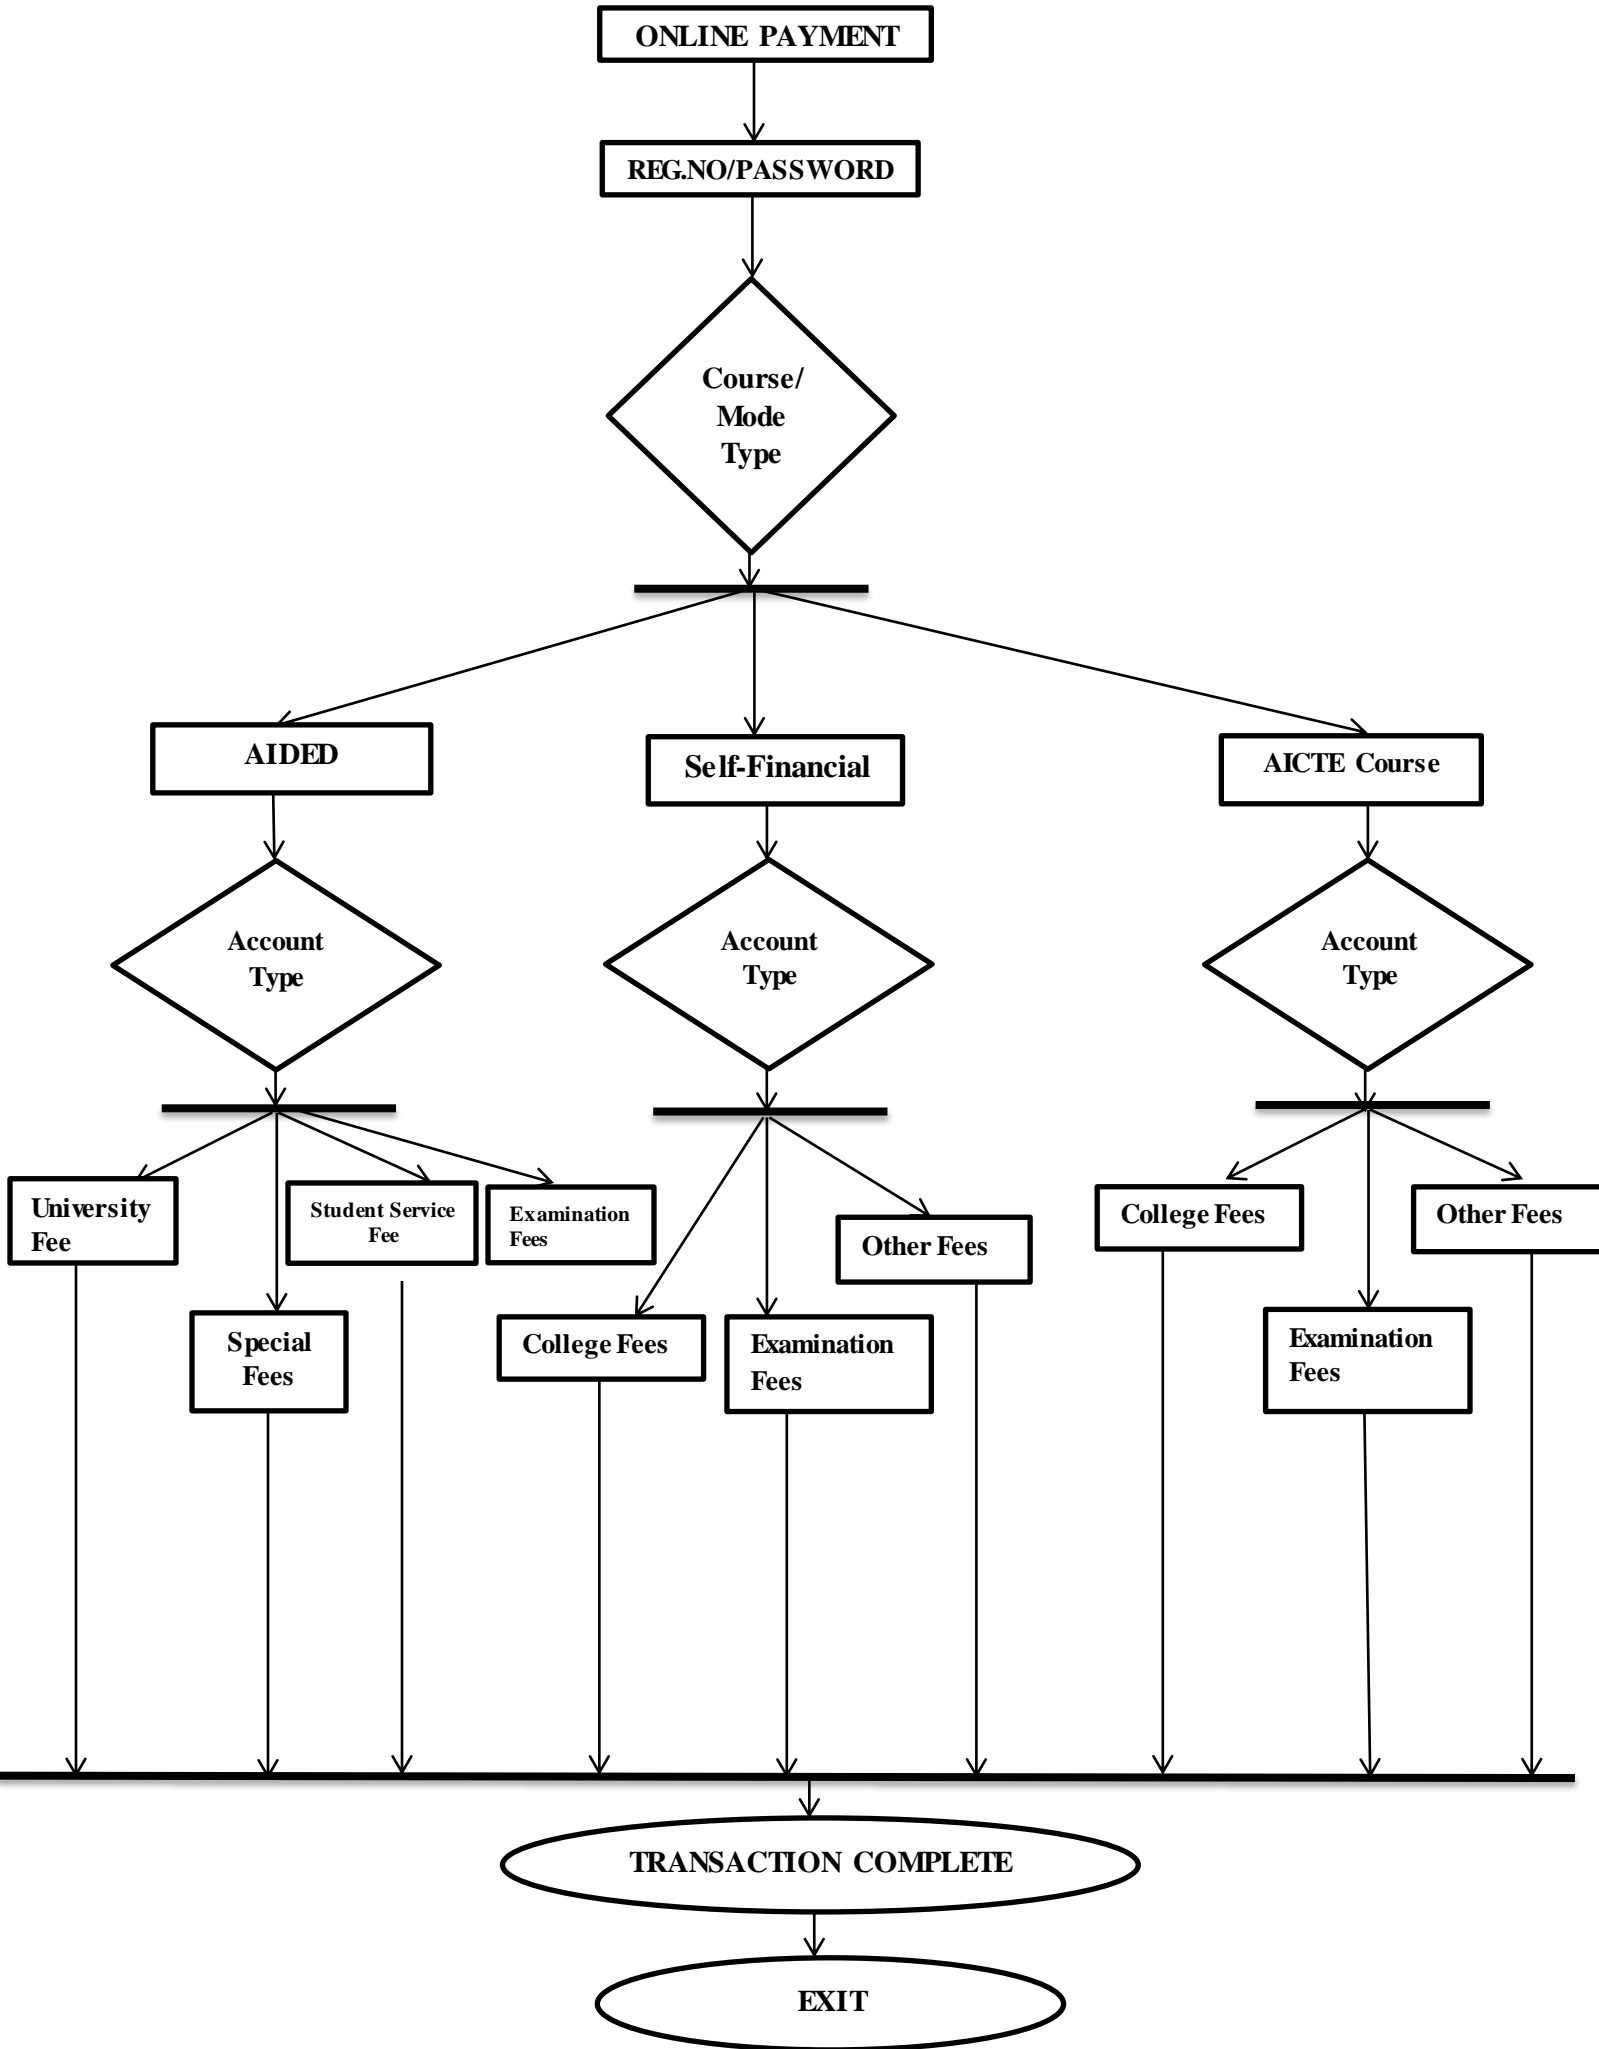 ONLINE PAYMENT
REG.NO/PASSWORD
Course/
Mode
Type
AIDED
Self-Financial
AICTE Course
Account
Type
Account
Type
Account
Type
University
Fee
Student Service
Fee
Examination
Fees
Other Fees
College Fees
Other Fees
Special
Fees
College Fees
Examination
Fees
Examination
Fees
TRANSACTION COMPLETE
EXIT